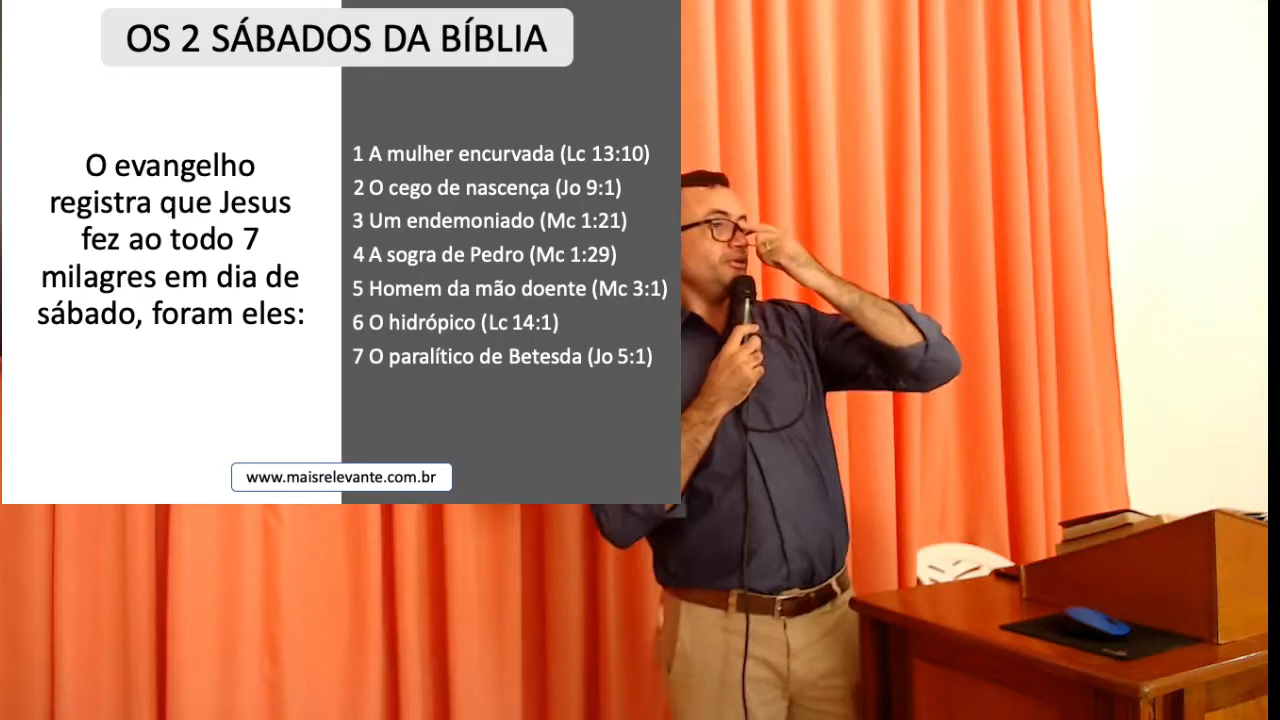 OS 2 SÁBADOS DA BÍBLIA
O evangelho
registra que Jesus
fez ao todo 7
milagres em dia de
sábado, foram eles:
1 A mulher encurvada (Lc 13:10)
2 O cego de nascença (Jo 9:1)
3 Um endemoniado (Mc 1:21)
4 A sogra de Pedro (Mc 1:29)
5 Homem da mão doente (Mc 3:1)
6 O hidrópico (Lc 14:1)
7 O paralítico de Betesda (Jo 5:1)
www.maisrelevante.com.br